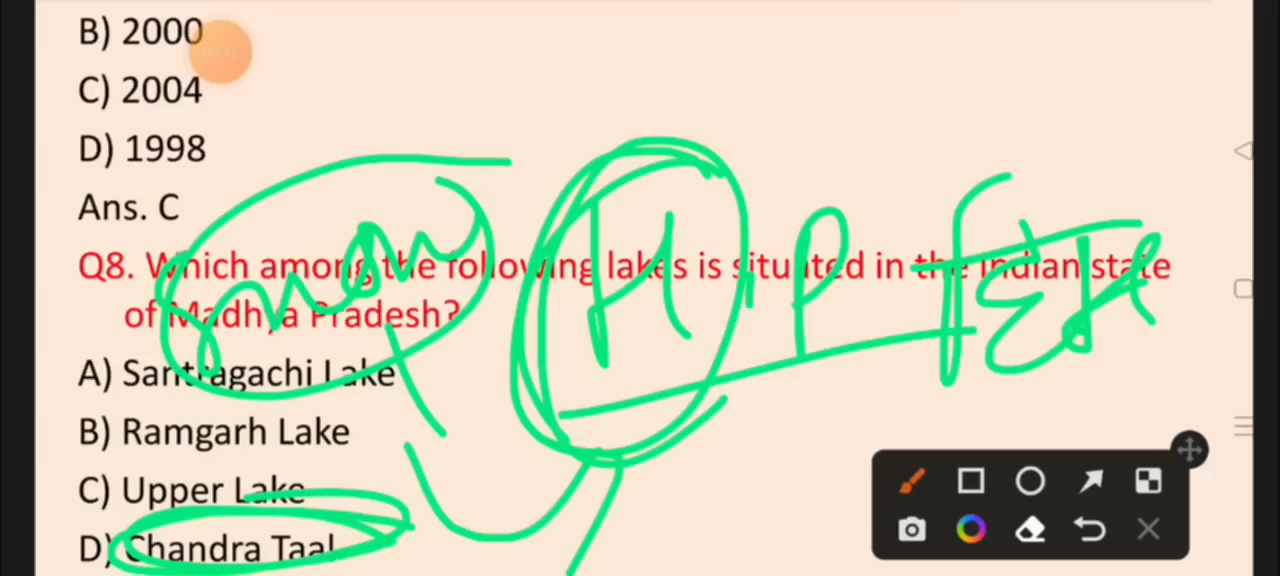 B) 2000
C) 2004
D) 1998
Ans. C
Q8. Which among the following lakes is situated in the Indian state
of Madhya Pradesh?
A) Santragachi Lake
B) Ramgarh Lake
C) Upper Lake
D) Chandra Taal
H P